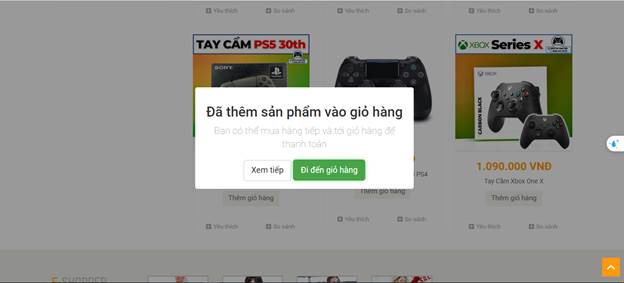 Yêu thích So sánh Yêu thích So sánh Yêu thích So sánh
TAY CẦM PS5 30th
SONY
XBOX Series X
XBOX
CARBON BLACK
Đã thêm sản phẩm vào giỏ hàng
Bạn có thể mua hàng tiếp và tới giỏ hàng để
thanh toán
Xem tiếp Đi đến giỏ hàng
1.090.000 VNĐ
PS4
Tay Cầm Xbox One X
Thêm giỏ hàng Thêm giỏ hàng Thêm giỏ hàng
Yêu thích So sánh Yêu thích So sánh Yêu thích So sánh
E-SHOPPER